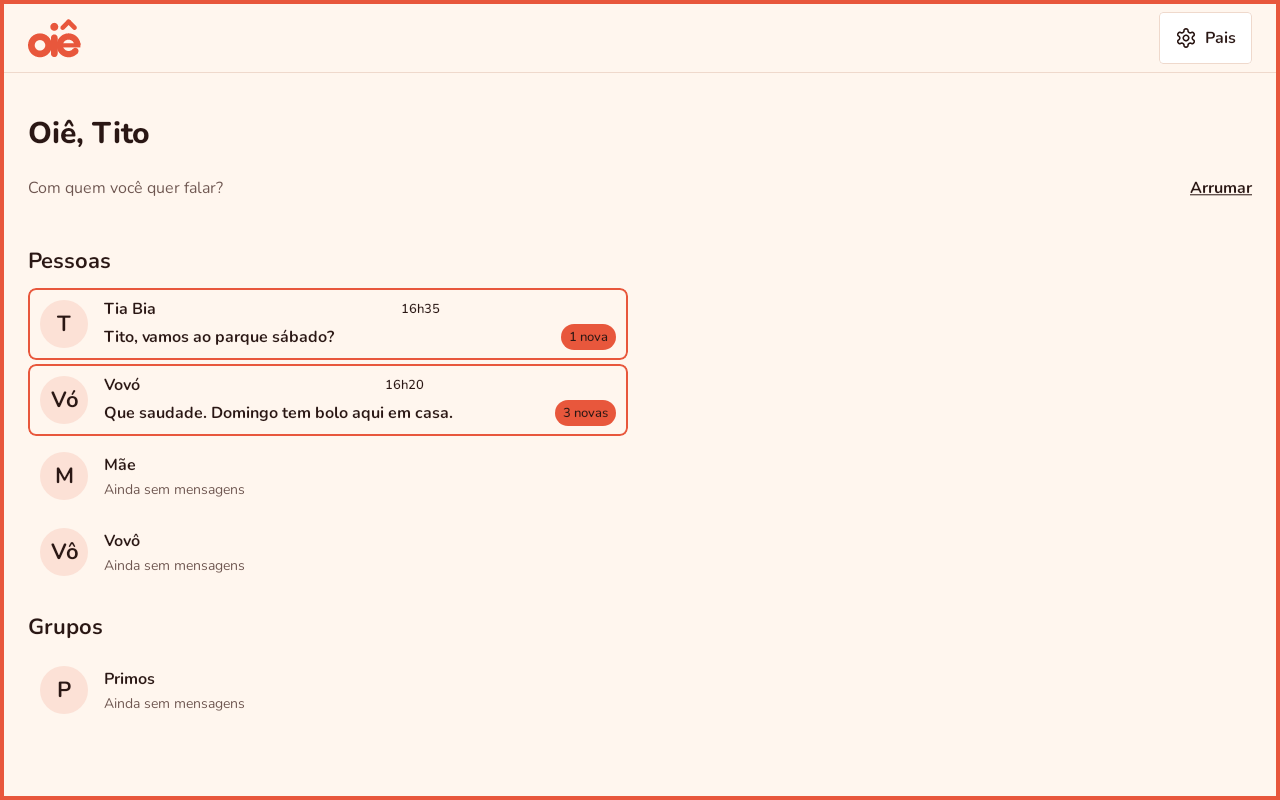 oiê
Pais
Oiê, Tito
Com quem você quer falar?
Arrumar
Pessoas
T
Tia Bia
16h35
Tito, vamos ao parque sábado?
1 nova
Vó
Vovó
16h20
Que saudade. Domingo tem bolo aqui em casa.
3 novas
M
Mãe
Ainda sem mensagens
Vô
Vovô
Ainda sem mensagens
Grupos
P
Primos
Ainda sem mensagens